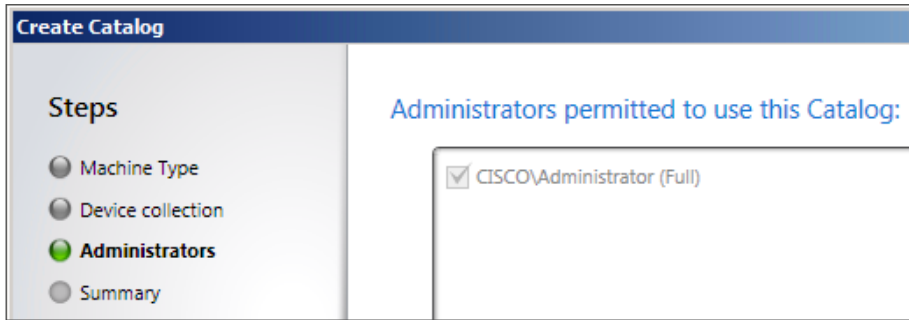 Create Catalog
Steps
Machine Type
Device collection
Administrators
Summary
Administrators permitted to use this Catalog:
CISCO\Administrator (Full)